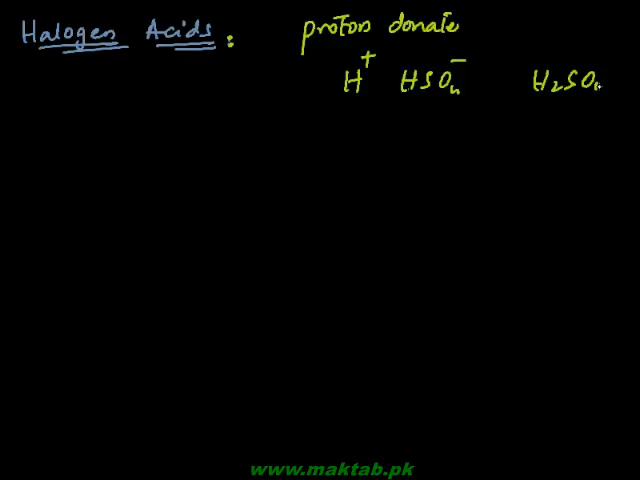 Halogen Acids : proton donate
H⁺ HSO₄⁻ H₂SO₄
www.maktab.pk